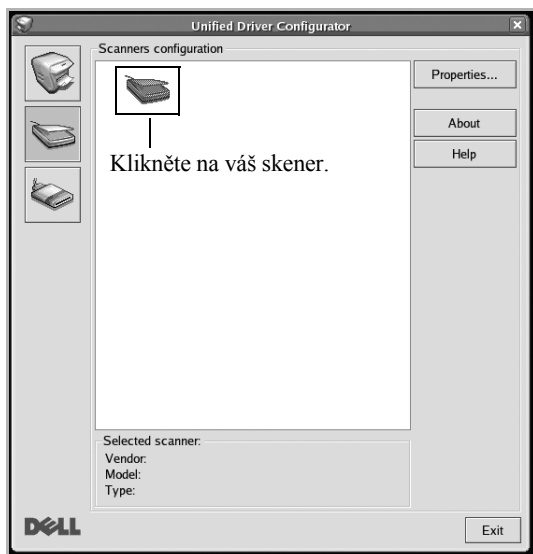 Unified Driver Configurator
Scanners configuration
Properties...
About
Help
Klikněte na váš skener.
Selected scanner:
Vendor:
Model:
Type:
DELL
Exit